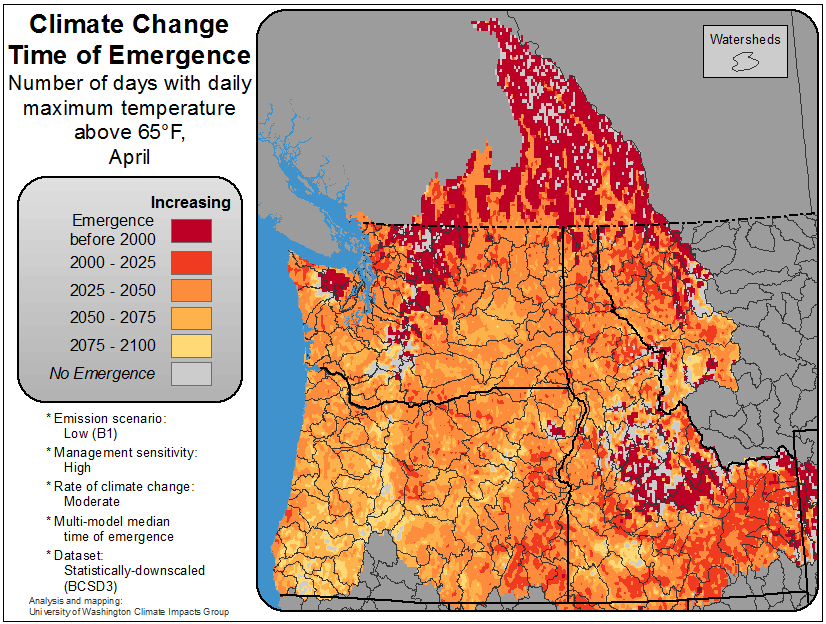 Climate Change
Time of Emergence
Number of days with daily
maximum temperature
above 65°F,
April
Increasing
Emergence
before 2000
2000 - 2025
2025 - 2050
2050 - 2075
2075 - 2100
No Emergence
* Emission scenario:
Low (B1)
* Management sensitivity:
High
* Rate of climate change:
Moderate
* Multi-model median
time of emergence
* Dataset:
Statistically-downscaled
(BCSD3)
Analysis and mapping:
University of Washington Climate Impacts Group
Watersheds